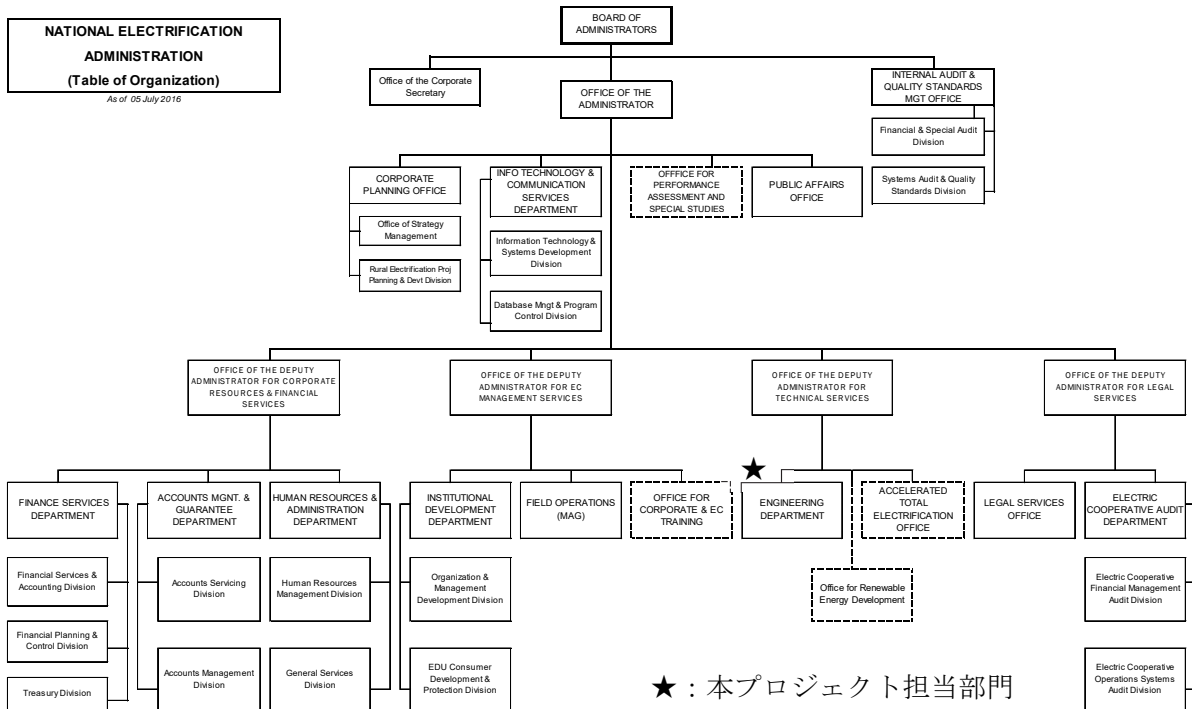 NATIONAL ELECTRIFICATION
ADMINISTRATION
(Table of Organization)
As of 05 July 2016
BOARD OF
ADMINISTRATORS
Office of the Corporate
Secretary
OFFICE OF THE
ADMINISTRATOR
INTERNAL AUDIT &
QUALITY STANDARDS
MGT OFFICE
Financial & Special Audit
Division
Systems Audit & Quality
Standards Division
CORPORATE
PLANNING OFFICE
Office of Strategy
Management
Rural Electrification Proj
Planning & Devt Division
INFO TECHNOLOGY &
COMMUNICATION
SERVICES
DEPARTMENT
Information Technology &
Systems Development
Division
Database Mngt & Program
Control Division
OFFFICE FOR
PERFORMANCE
ASSESSMENT AND
SPECIAL STUDIES
PUBLIC AFFAIRS
OFFICE
OFFICE OF THE DEPUTY
ADMINISTRATOR FOR CORPORATE
RESOURCES & FINANCIAL
SERVICES
OFFICE OF THE DEPUTY
ADMINISTRATOR FOR EC
MANAGEMENT SERVICES
OFFICE OF THE DEPUTY
ADMINISTRATOR FOR
TECHNICAL SERVICES
OFFICE OF THE DEPUTY
ADMINISTRATOR FOR LEGAL
SERVICES
FINANCE SERVICES
DEPARTMENT
Financial Services &
Accounting Division
Financial Planning &
Control Division
Treasury Division
ACCOUNTS MGNT. &
GUARANTEE
DEPARTMENT
Accounts Servicing
Division
Accounts Management
Division
HUMAN RESOURCES &
ADMINISTRATION
DEPARTMENT
Human Resources
Management Division
General Services
Division
INSTITUTIONAL
DEVELOPMENT
DEPARTMENT
Organization &
Management
Development Division
EDU Consumer
Development &
Protection Division
FIELD OPERATIONS
(MAG)
OFFICE FOR
CORPORATE & EC
TRAINING
★
ENGINEERING
DEPARTMENT
ACCELERATED
TOTAL
ELECTRIFICATION
OFFICE
Office for Renewable
Energy Development
LEGAL SERVICES
OFFICE
ELECTRIC
COOPERATIVE AUDIT
DEPARTMENT
Electric Cooperative
Financial Management
Audit Division
Electric Cooperative
Operations Systems
Audit Division
★：本プロジェクト担当部門